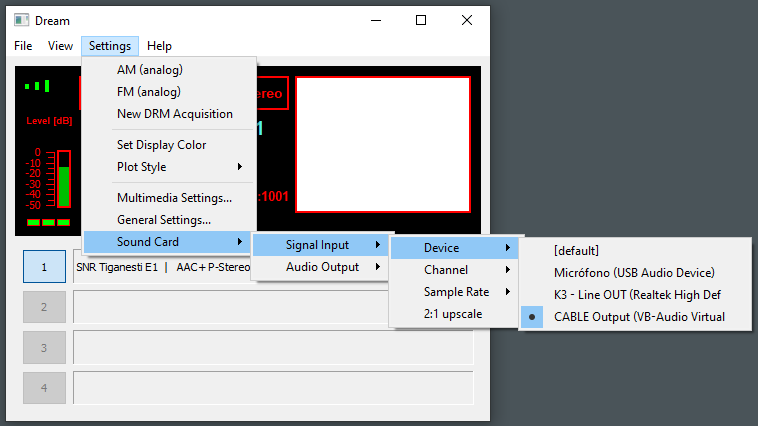 Dream
File View Settings Help
AM (analog)
FM (analog)
New DRM Acquisition
Set Display Color
Plot Style
Multimedia Settings...
General Settings...
Sound Card
Level [dB]
0
-10
-20
-30
-40
-50
ereo
1
:1001
Signal Input
Audio Output
Device
Channel
Sample Rate
2:1 upscale
[default]
Micrófono (USB Audio Device)
K3 - Line OUT (Realtek High Def
CABLE Output (VB-Audio Virtual
1 SNR Tiganesti E1 | AAC+ P-Stereo
2
3
4